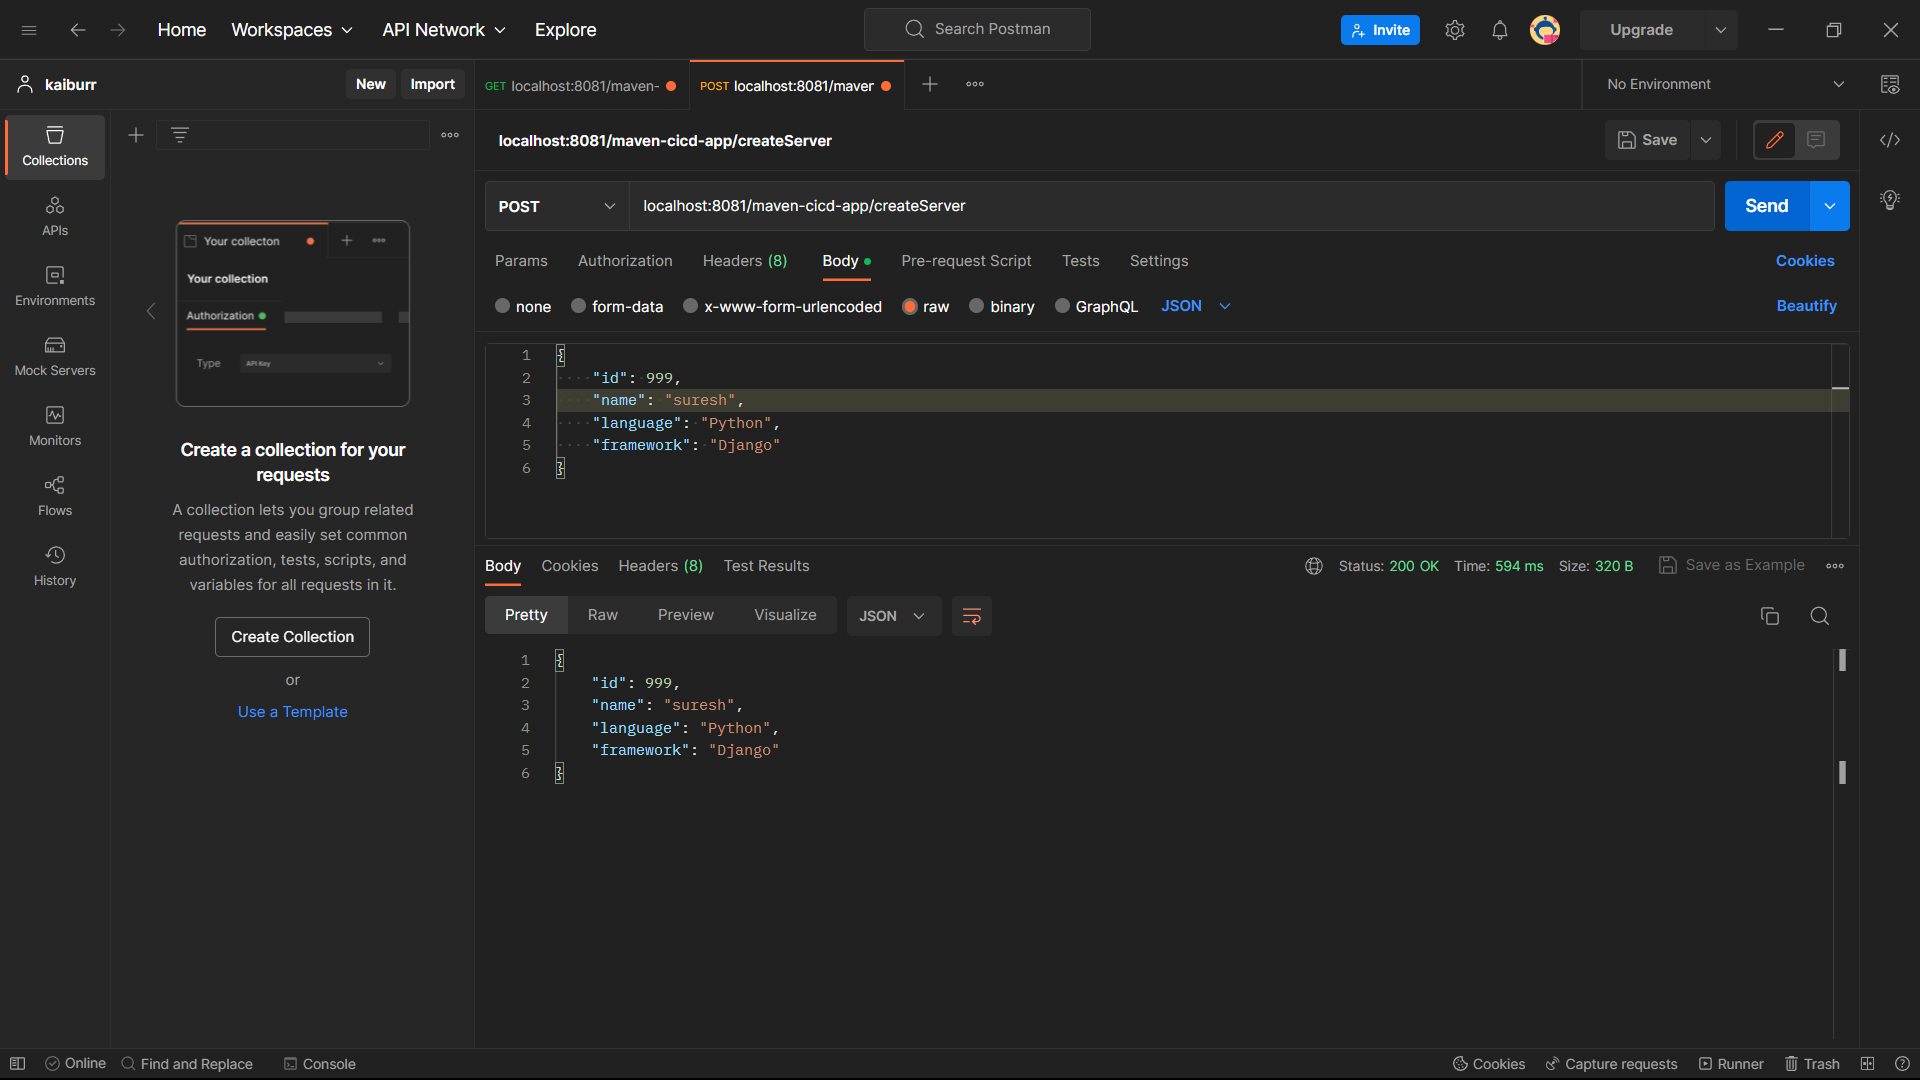 Home Workspaces API Network Explore Search Postman Invite Upgrade
kaiburr New Import GET localhost:8081/maven- POST localhost:8081/maver No Environment
Collections
APIs
Environments
Mock Servers
Monitors
Flows
History
Your collecton
Your collection
Authorization
Type API Key
Create a collection for your
requests
A collection lets you group related
requests and easily set common
authorization, tests, scripts, and
variables for all requests in it.
Create Collection
or
Use a Template
localhost:8081/maven-cicd-app/createServer Save
POST localhost:8081/maven-cicd-app/createServer Send
Params Authorization Headers (8) Body Pre-request Script Tests Settings Cookies
none form-data x-www-form-urlencoded raw binary GraphQL JSON Beautify
1 {
2 "id": 999,
3 "name": "suresh",
4 "language": "Python",
5 "framework": "Django"
6 }
Body Cookies Headers (8) Test Results Status: 200 OK Time: 594 ms Size: 320 B Save as Example
Pretty Raw Preview Visualize JSON
1 {
2 "id": 999,
3 "name": "suresh",
4 "language": "Python",
5 "framework": "Django"
6 }
Online Find and Replace Console Cookies Capture requests Runner Trash